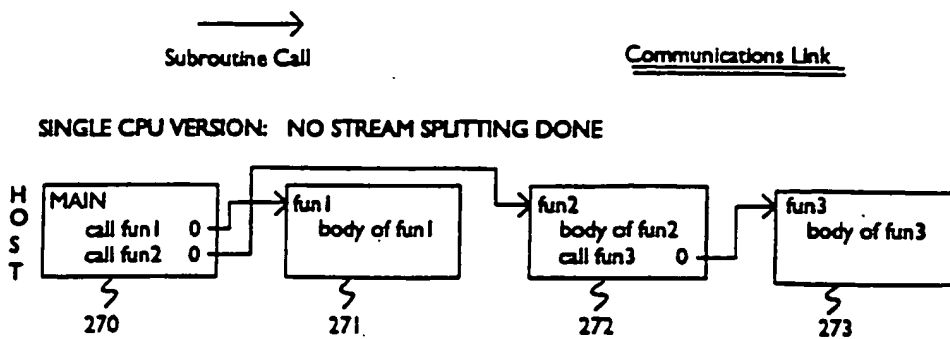 Subroutine Call
Communications Link
SINGLE CPU VERSION: NO STREAM SPLITTING DONE
HOST
MAIN
call fun1 0
call fun2 0
fun1
body of fun1
fun2
body of fun2
call fun3 0
fun3
body of fun3
270
271
272
273